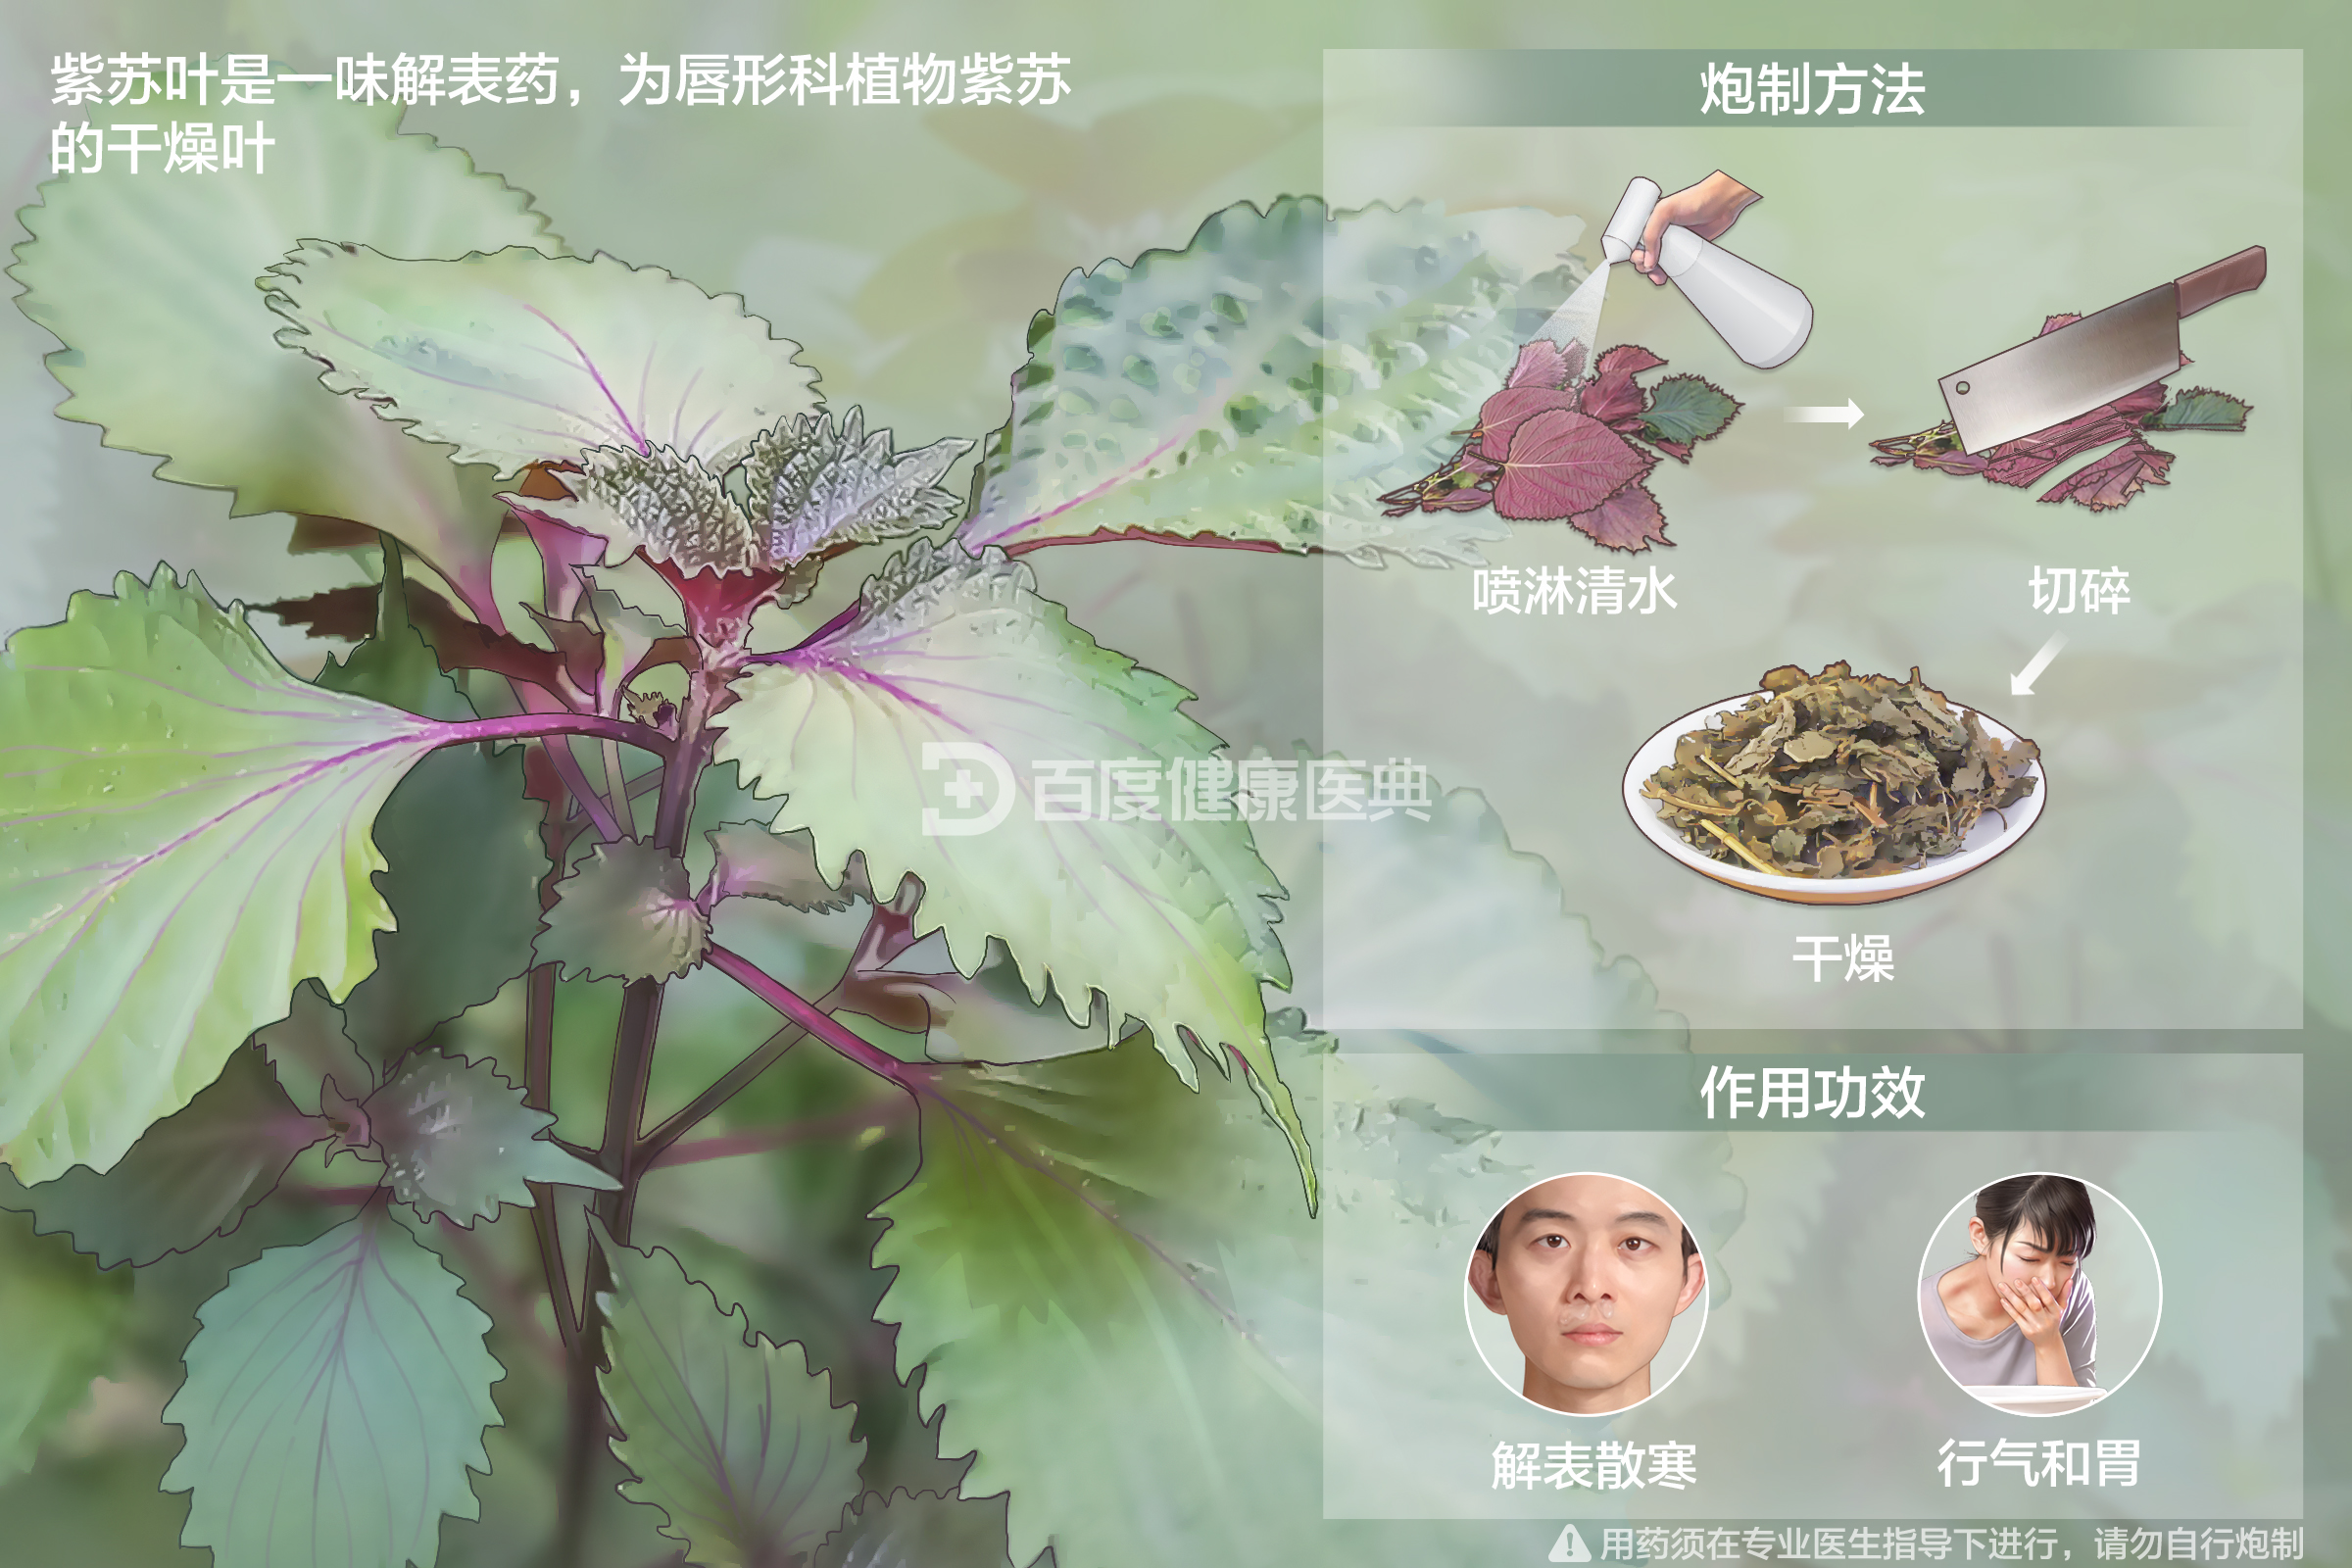 紫苏叶是一味解表药，为唇形科植物紫苏
的干燥叶
炮制方法
喷淋清水
切碎
干燥
百度健康医典
作用功效
解表散寒
行气和胃
用药须在专业医生指导下进行，请勿自行炮制